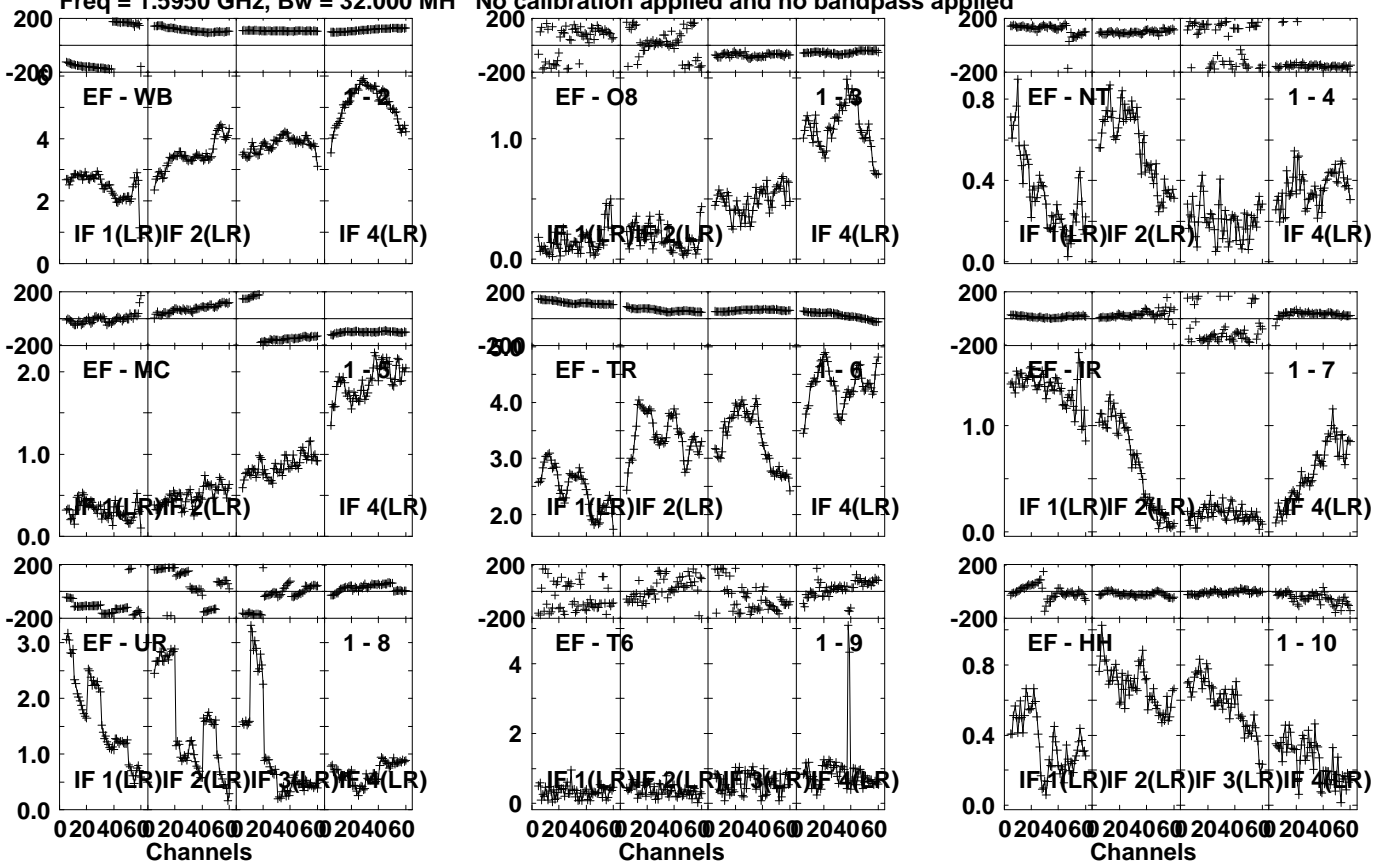 Freq = 1.5950 GHz, Bw = 32.000 MH No calibration applied and no bandpass applied
200 200 200
-200 -200 -200
6 EF - WB 1 - 2 EF - O8 1 - 3 EF - NT 1 - 4
0.8
4 1.0
0.4
2
IF 1(LR) IF 2(LR) IF 4(LR) IF 1(LR) IF 2(LR) IF 4(LR) IF 1(LR) IF 2(LR) IF 4(LR)
0 0.0 0.0
200 200 200
-200 -200 -200
5.0
2.0 EF - MC 1 - 5 EF - TR 1 - 6 EF - IR 1 - 7
4.0
1.0 3.0 1.0
IF 1(LR) IF 2(LR) IF 4(LR) IF 1(LR) IF 2(LR) IF 4(LR) IF 1(LR) IF 2(LR) IF 4(LR)
0.0 2.0 0.0
200 200 200
-200 -200 -200
3.0 EF - UR 1 - 8 EF - T6 1 - 9 EF - HH 1 - 10
4 0.8
2.0
2 0.4
1.0
IF 1(LR) IF 2(LR) IF 3(LR) IF 4(LR) IF 1(LR) IF 2(LR) IF 3(LR) IF 4(LR) IF 1(LR) IF 2(LR) IF 3(LR) IF 4(LR)
0.0 0 0.0
0 20 40 60 0 20 40 60 0 20 40 60 0 20 40 60 0 20 40 60 0 20 40 60 0 20 40 60 0 20 40 60 0 20 40 60 0 20 40 60 0 20 40 60 0 20 40 60
Channels Channels Channels